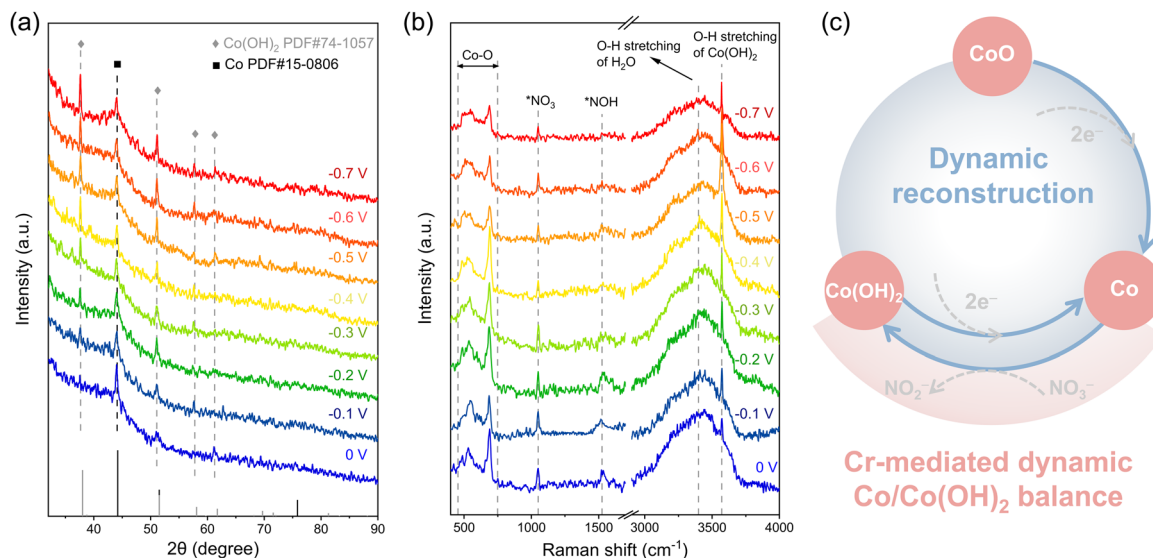 (a)
Co(OH)₂ PDF#74-1057
Co PDF#15-0806
-0.7 V
-0.6 V
-0.5 V
-0.4 V
-0.3 V
-0.2 V
-0.1 V
0 V
Intensity (a.u.)
40 50 60 70 80 90
2θ (degree)
(b)
Co-O
O-H stretching
of H₂O
O-H stretching
of Co(OH)₂
*NO₃
*NOH
-0.7 V
-0.6 V
-0.5 V
-0.4 V
-0.3 V
-0.2 V
-0.1 V
0 V
Intensity (a.u.)
500 1000 1500 3000 3500 4000
Raman shift (cm⁻¹)
(c)
CoO
2e⁻
Dynamic
reconstruction
Co(OH)₂
2e⁻
Co
NO₂⁻
NO₃⁻
Cr-mediated dynamic
Co/Co(OH)₂ balance